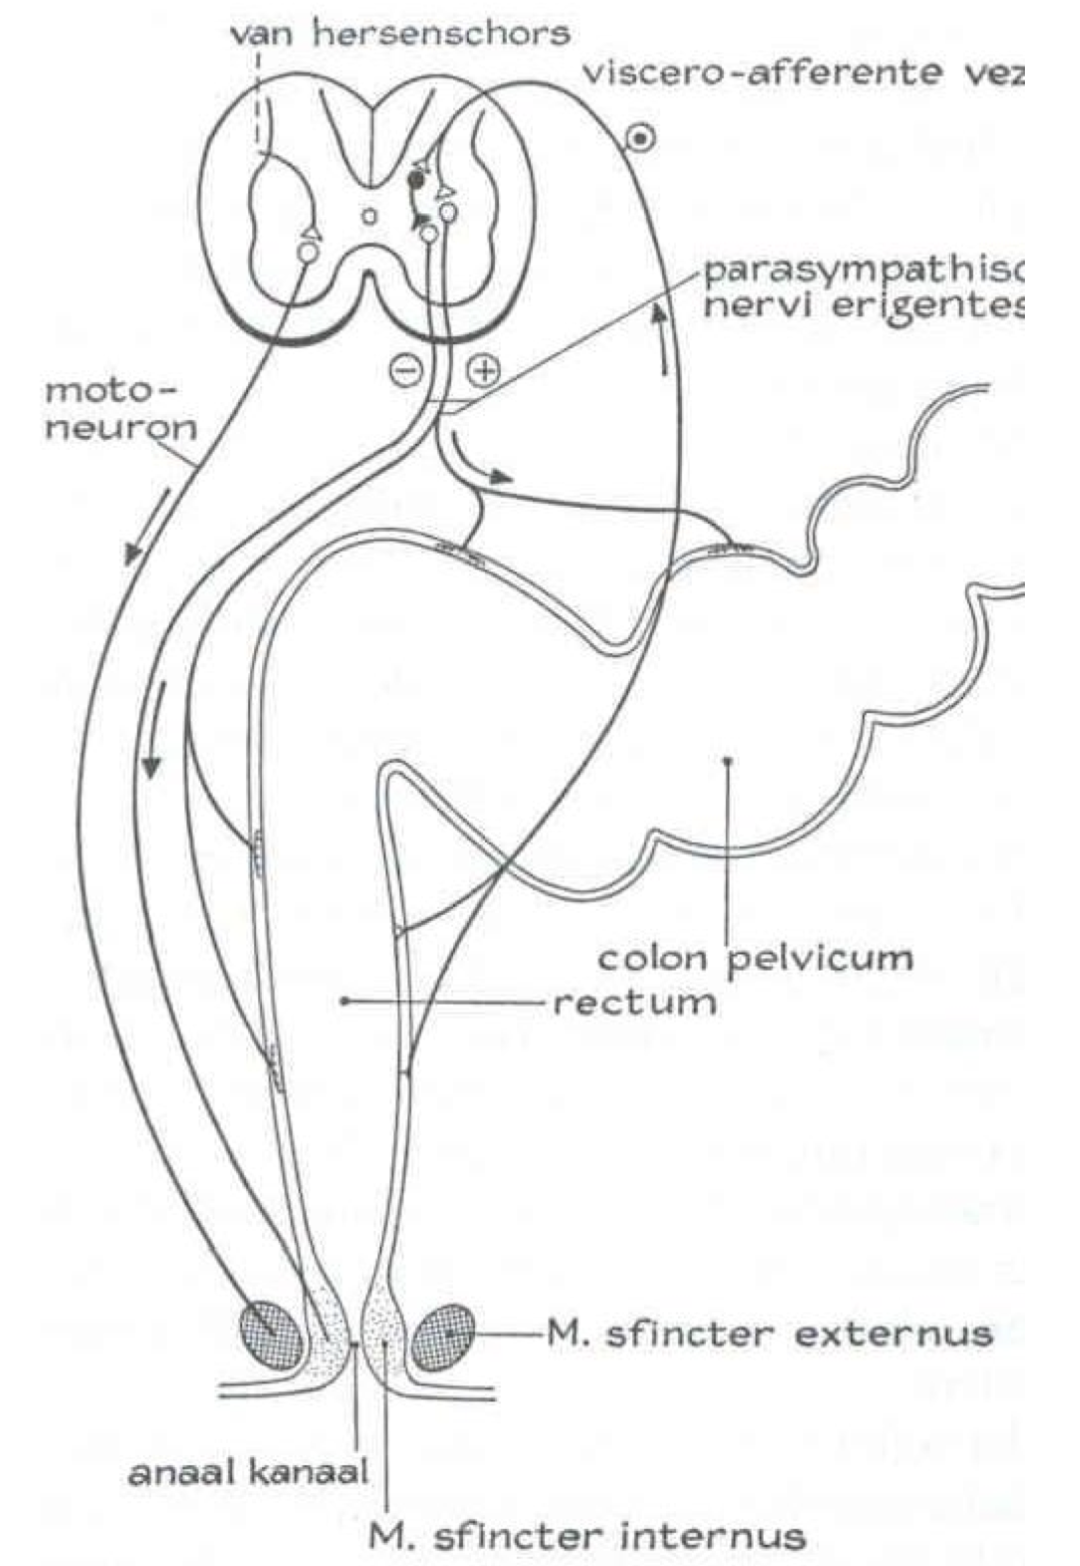 van hersenschors
viscero-afferente vez
parasympathisc
nervi erigentes
moto-
neuron
−
+
colon pelvicum
rectum
M. sfincter externus
anaal kanaal
M. sfincter internus